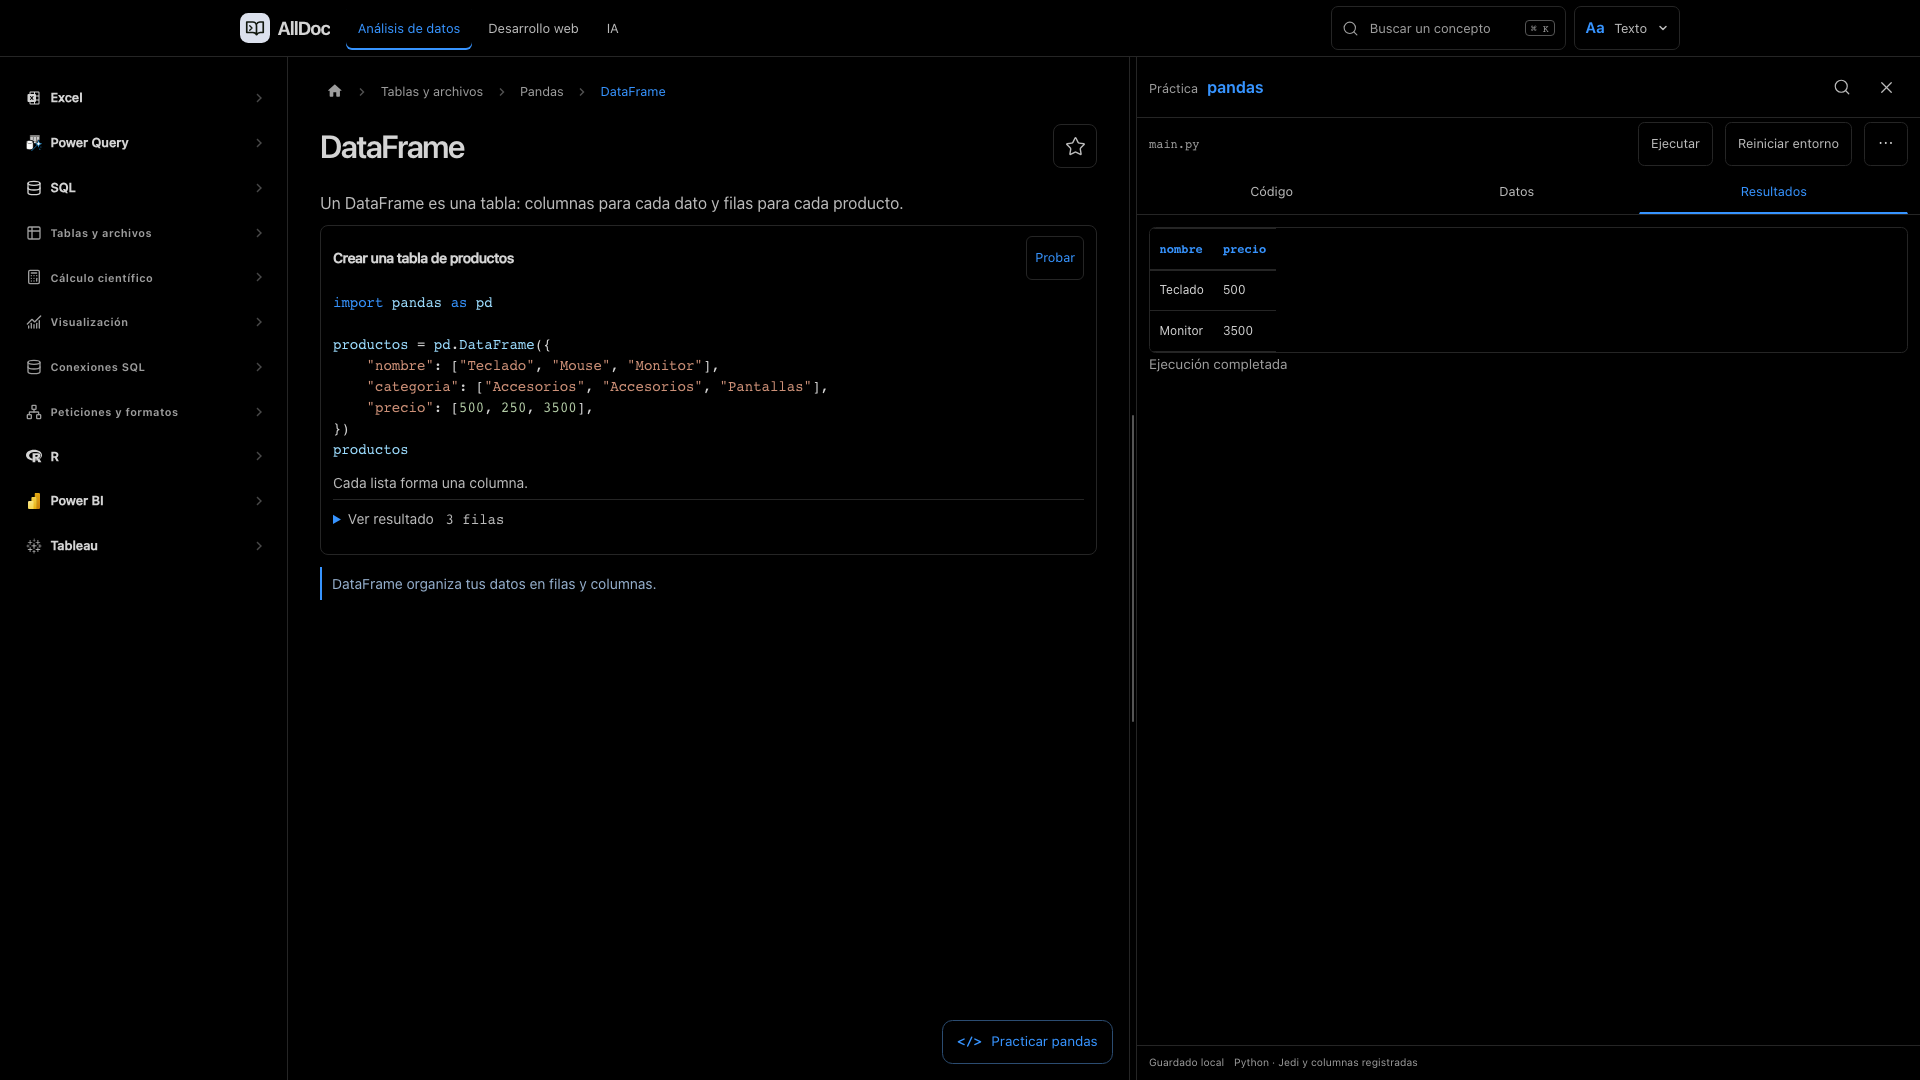 AllDoc
Análisis de datos
Desarrollo web
IA
Buscar un concepto
⌘ K
Aa Texto
Excel
Power Query
SQL
Tablas y archivos
Cálculo científico
Visualización
Conexiones SQL
Peticiones y formatos
R
Power BI
Tableau
Tablas y archivos > Pandas > DataFrame
DataFrame
Un DataFrame es una tabla: columnas para cada dato y filas para cada producto.
Crear una tabla de productos
Probar
import pandas as pd
productos = pd.DataFrame({
"nombre": ["Teclado", "Mouse", "Monitor"],
"categoria": ["Accesorios", "Accesorios", "Pantallas"],
"precio": [500, 250, 3500],
})
productos
Cada lista forma una columna.
Ver resultado 3 filas
DataFrame organiza tus datos en filas y columnas.
</> Practicar pandas
Práctica pandas
main.py
Ejecutar
Reiniciar entorno
...
Código
Datos
Resultados
nombre precio
Teclado 500
Monitor 3500
Ejecución completada
Guardado local Python · Jedi y columnas registradas